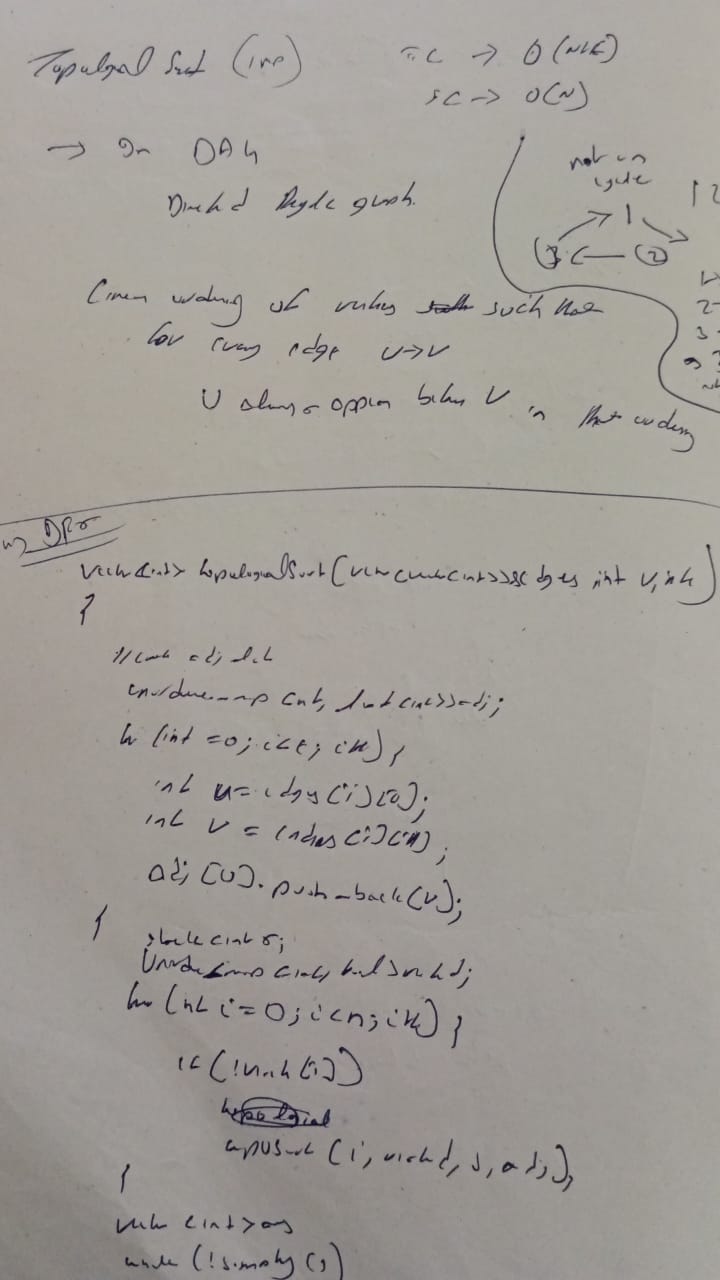 Topological Sort (imp)
TC → O(N+E)
SC → O(N)
→ In DAG
Directed Acyclic graph.
not in
cycle
1
3
2
Linear ordering of vertices such that
for every edge U→V
U always appears before V in that ordering
DFS
vector<int> topologicalSort(vector<vector<int>>& edges, int v, int
{
// create adj list
unordered_map <int, list<int>> adj;
for (int i=0; i<e; i++) {
int u = edges[i][0];
int v = edges[i][1];
adj[u].push_back(v);
}
stack<int> s;
unordered_map <int, bool> visited;
for (int i=0; i<n; i++) {
if (!visited[i])
topoSort (i, visited, s, adj);
}
vector<int> ans
while (!s.empty()